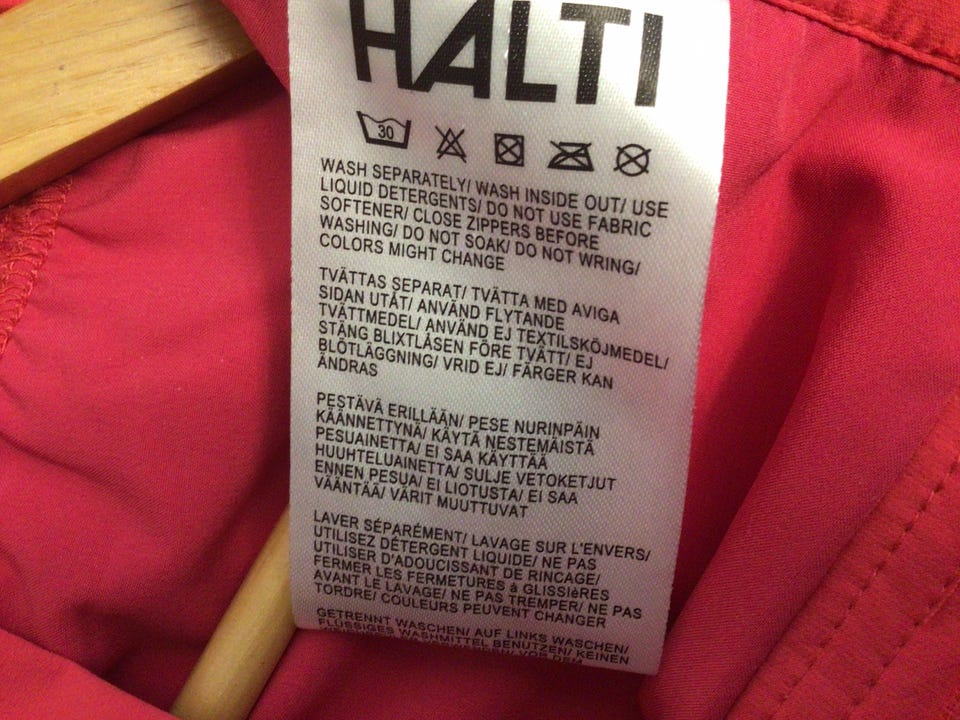 HALTI
30
WASH SEPARATELY/ WASH INSIDE OUT/ USE
LIQUID DETERGENTS/ DO NOT USE FABRIC
SOFTENER/ CLOSE ZIPPERS BEFORE
WASHING/ DO NOT SOAK/ DO NOT WRING/
COLORS MIGHT CHANGE
TVÄTTAS SEPARAT/ TVÄTTA MED AVIGA
SIDAN UTÅT/ ANVÄND FLYTANDE
TVÄTTMEDEL/ ANVÄND EJ TEXTILSKÖJMEDEL/
STÄNG BLIXTLÅSEN FÖRE TVÄTT/ EJ
BLÖTLÄGGNING/ VRID EJ/ FÄRGER KAN
ÄNDRAS
PESTÄVÄ ERILLÄÄN/ PESE NURINPÄIN
KÄÄNNETTYNÄ/ KÄYTÄ NESTEMÄISTÄ
PESUAINETTA/ EI SAA KÄYTTÄÄ
HUUHTELUAINETTA/ SULJE VETOKETJUT
ENNEN PESUA/ EI LIOTUSTA/ EI SAA
VÄÄNTÄÄ/ VÄRIT MUUTTUVAT
LAVER SÉPARÉMENT/ LAVAGE SUR L'ENVERS/
UTILISEZ DÉTERGENT LIQUIDE/ NE PAS
UTILISER D'ADOUCISSANT DE RINCAGE/
FERMER LES FERMETURES à GLISSIèRES
AVANT LE LAVAGE/ NE PAS TREMPER/ NE PAS
TORDRE/ COULEURS PEUVENT CHANGER
GETRENNT WASCHEN/ AUF LINKS WASCHEN/
FLÜSSIGES WASHMITTEL BENUTZEN/ KEINEN
VOR DEM